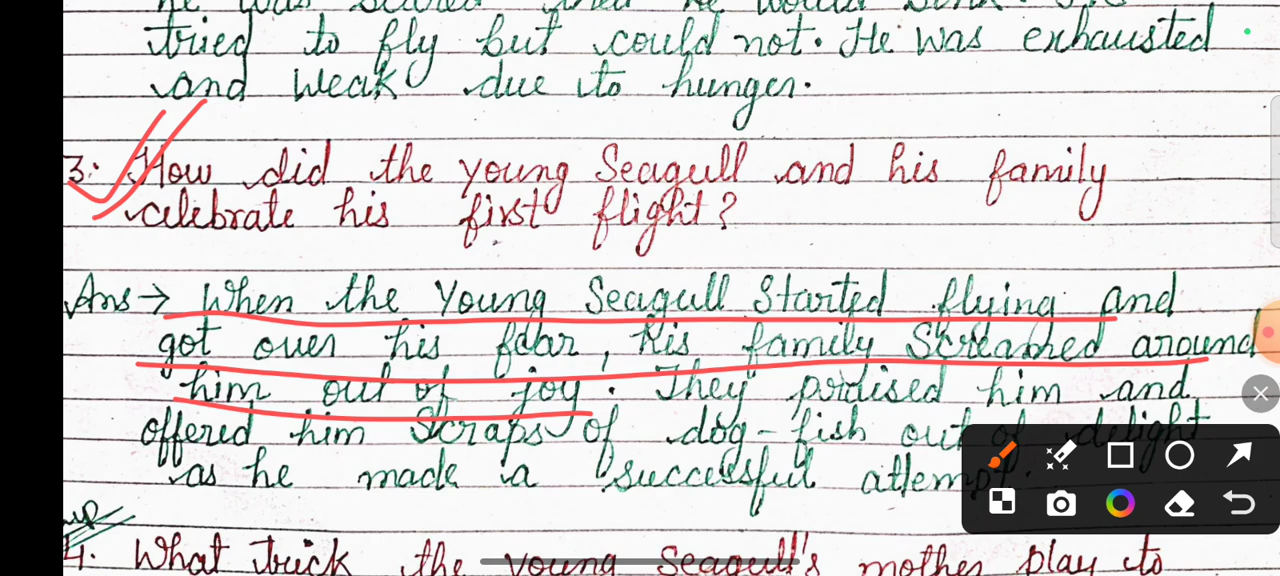 tried to fly but could not. He was exhausted
and weak due to hunger.
3. How did the young Seagull and his family
celebrate his first flight?
Ans → When the Young Seagull Started flying and
got over his fear, his family Screamed around
him out of joy. They praised him and
offered him Scraps of dog-fish out of delight
as he made a successful attempt.
imp
4. What trick the young Seagull's mother play to